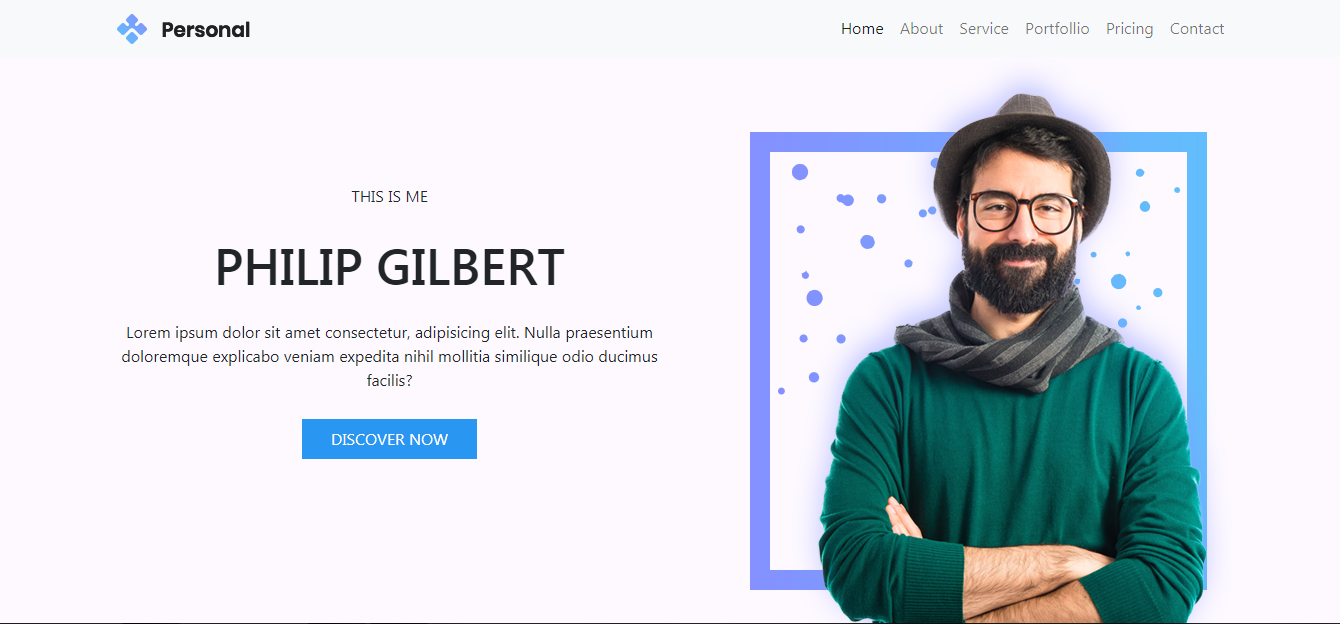 Personal
Home About Service Portfollio Pricing Contact
THIS IS ME
PHILIP GILBERT
Lorem ipsum dolor sit amet consectetur, adipisicing elit. Nulla praesentium
doloremque explicabo veniam expedita nihil mollitia similique odio ducimus
facilis?
DISCOVER NOW